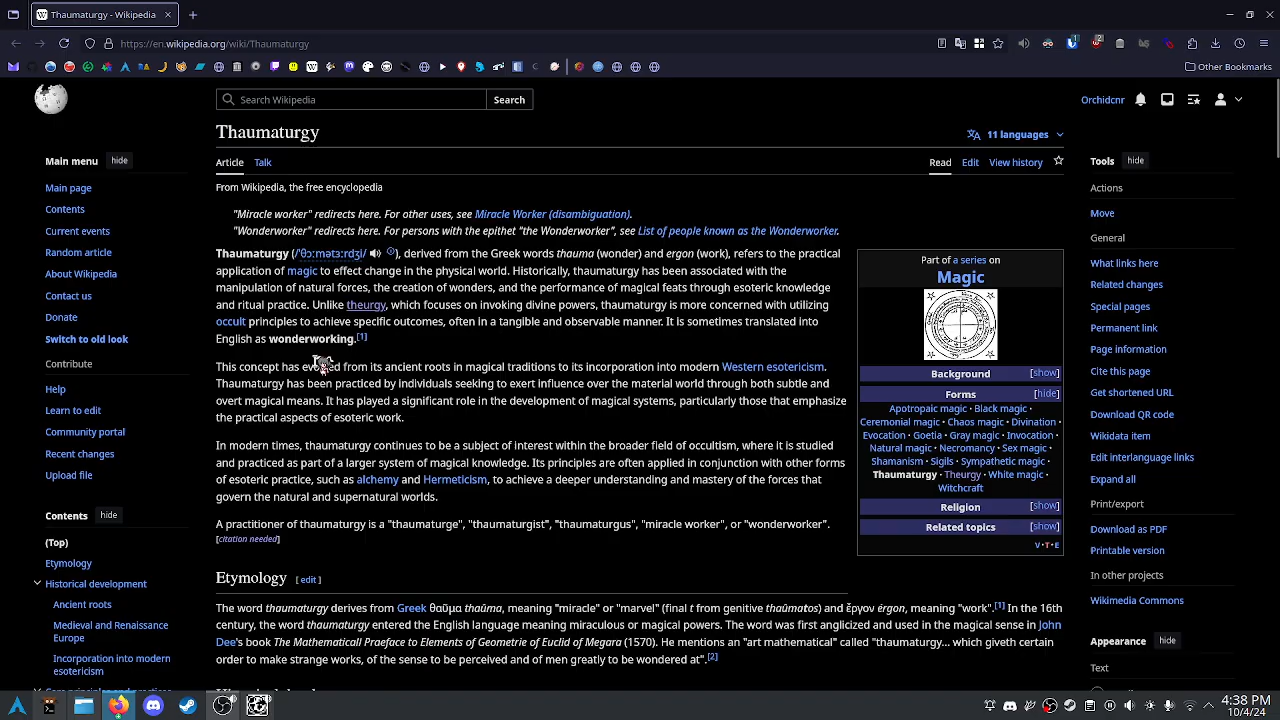 Thaumaturgy - Wikipedia
https://en.wikipedia.org/wiki/Thaumaturgy
Other Bookmarks
Search Wikipedia
Search
Orchidcnr
Main menu
hide
Main page
Contents
Current events
Random article
About Wikipedia
Contact us
Donate
Switch to old look
Contribute
Help
Learn to edit
Community portal
Recent changes
Upload file
Contents
hide
(Top)
Etymology
Historical development
Ancient roots
Medieval and Renaissance
Europe
Incorporation into modern
esotericism
Thaumaturgy
11 languages
Article
Talk
Read
Edit
View history
From Wikipedia, the free encyclopedia
"Miracle worker" redirects here. For other uses, see Miracle Worker (disambiguation).
"Wonderworker" redirects here. For persons with the epithet "the Wonderworker", see List of people known as the Wonderworker.
Thaumaturgy (/ˈθɔːmətɜːrdʒi/ ), derived from the Greek words thauma (wonder) and ergon (work), refers to the practical
application of magic to effect change in the physical world. Historically, thaumaturgy has been associated with the
manipulation of natural forces, the creation of wonders, and the performance of magical feats through esoteric knowledge
and ritual practice. Unlike theurgy, which focuses on invoking divine powers, thaumaturgy is more concerned with utilizing
occult principles to achieve specific outcomes, often in a tangible and observable manner. It is sometimes translated into
English as wonderworking.[1]
This concept has evolved from its ancient roots in magical traditions to its incorporation into modern Western esotericism.
Thaumaturgy has been practiced by individuals seeking to exert influence over the material world through both subtle and
overt magical means. It has played a significant role in the development of magical systems, particularly those that emphasize
the practical aspects of esoteric work.
In modern times, thaumaturgy continues to be a subject of interest within the broader field of occultism, where it is studied
and practiced as part of a larger system of magical knowledge. Its principles are often applied in conjunction with other forms
of esoteric practice, such as alchemy and Hermeticism, to achieve a deeper understanding and mastery of the forces that
govern the natural and supernatural worlds.
A practitioner of thaumaturgy is a "thaumaturge", "thaumaturgist", "thaumaturgus", "miracle worker", or "wonderworker".
[citation needed]
Etymology [ edit ]
The word thaumaturgy derives from Greek θαῦμα thaûma, meaning "miracle" or "marvel" (final t from genitive thaûmatos) and ἔργον érgon, meaning "work".[1] In the 16th
century, the word thaumaturgy entered the English language meaning miraculous or magical powers. The word was first anglicized and used in the magical sense in John
Dee's book The Mathematicall Praeface to Elements of Geometrie of Euclid of Megara (1570). He mentions an "art mathematical" called "thaumaturgy... which giveth certain
order to make strange works, of the sense to be perceived and of men greatly to be wondered at".[2]
Part of a series on
Magic
Background [show]
Forms [hide]
Apotropaic magic · Black magic ·
Ceremonial magic · Chaos magic · Divination ·
Evocation · Goetia · Gray magic · Invocation ·
Natural magic · Necromancy · Sex magic ·
Shamanism · Sigils · Sympathetic magic ·
Thaumaturgy · Theurgy · White magic ·
Witchcraft
Religion [show]
Related topics [show]
V·T·E
Tools
hide
Actions
Move
General
What links here
Related changes
Special pages
Permanent link
Page information
Cite this page
Get shortened URL
Download QR code
Wikidata item
Edit interlanguage links
Expand all
Print/export
Download as PDF
Printable version
In other projects
Wikimedia Commons
Appearance
hide
Text
4:38 PM
10/4/24